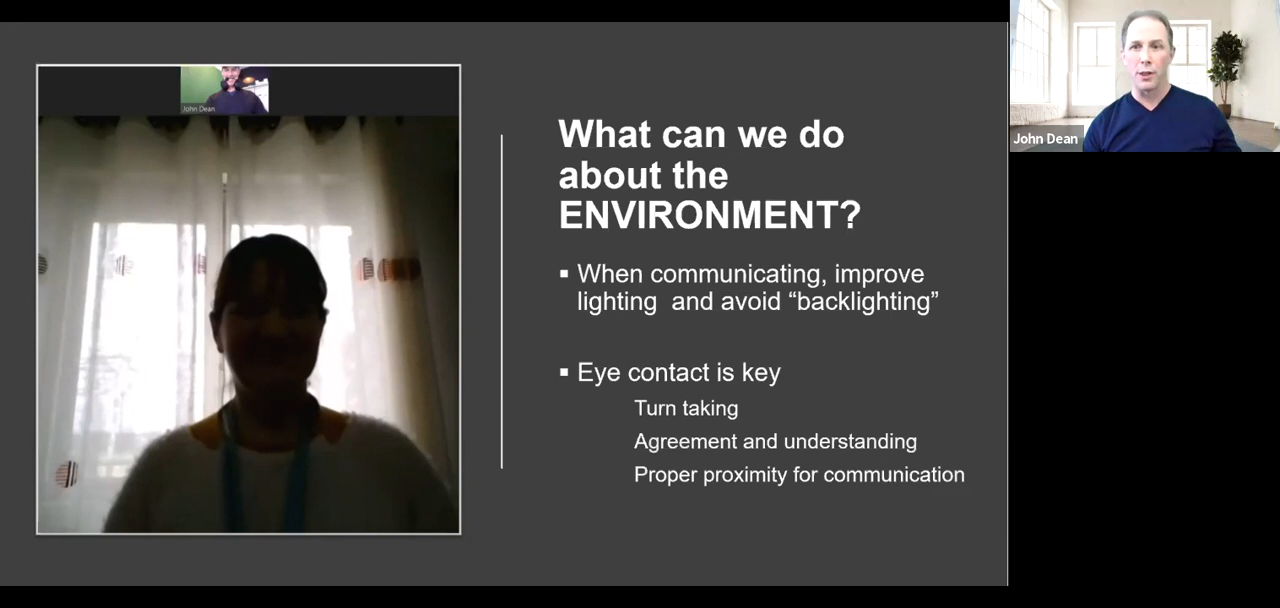 John Dean
What can we do
about the
ENVIRONMENT?
▪ When communicating, improve
lighting  and avoid “backlighting”
▪ Eye contact is key
Turn taking
Agreement and understanding
Proper proximity for communication
John Dean